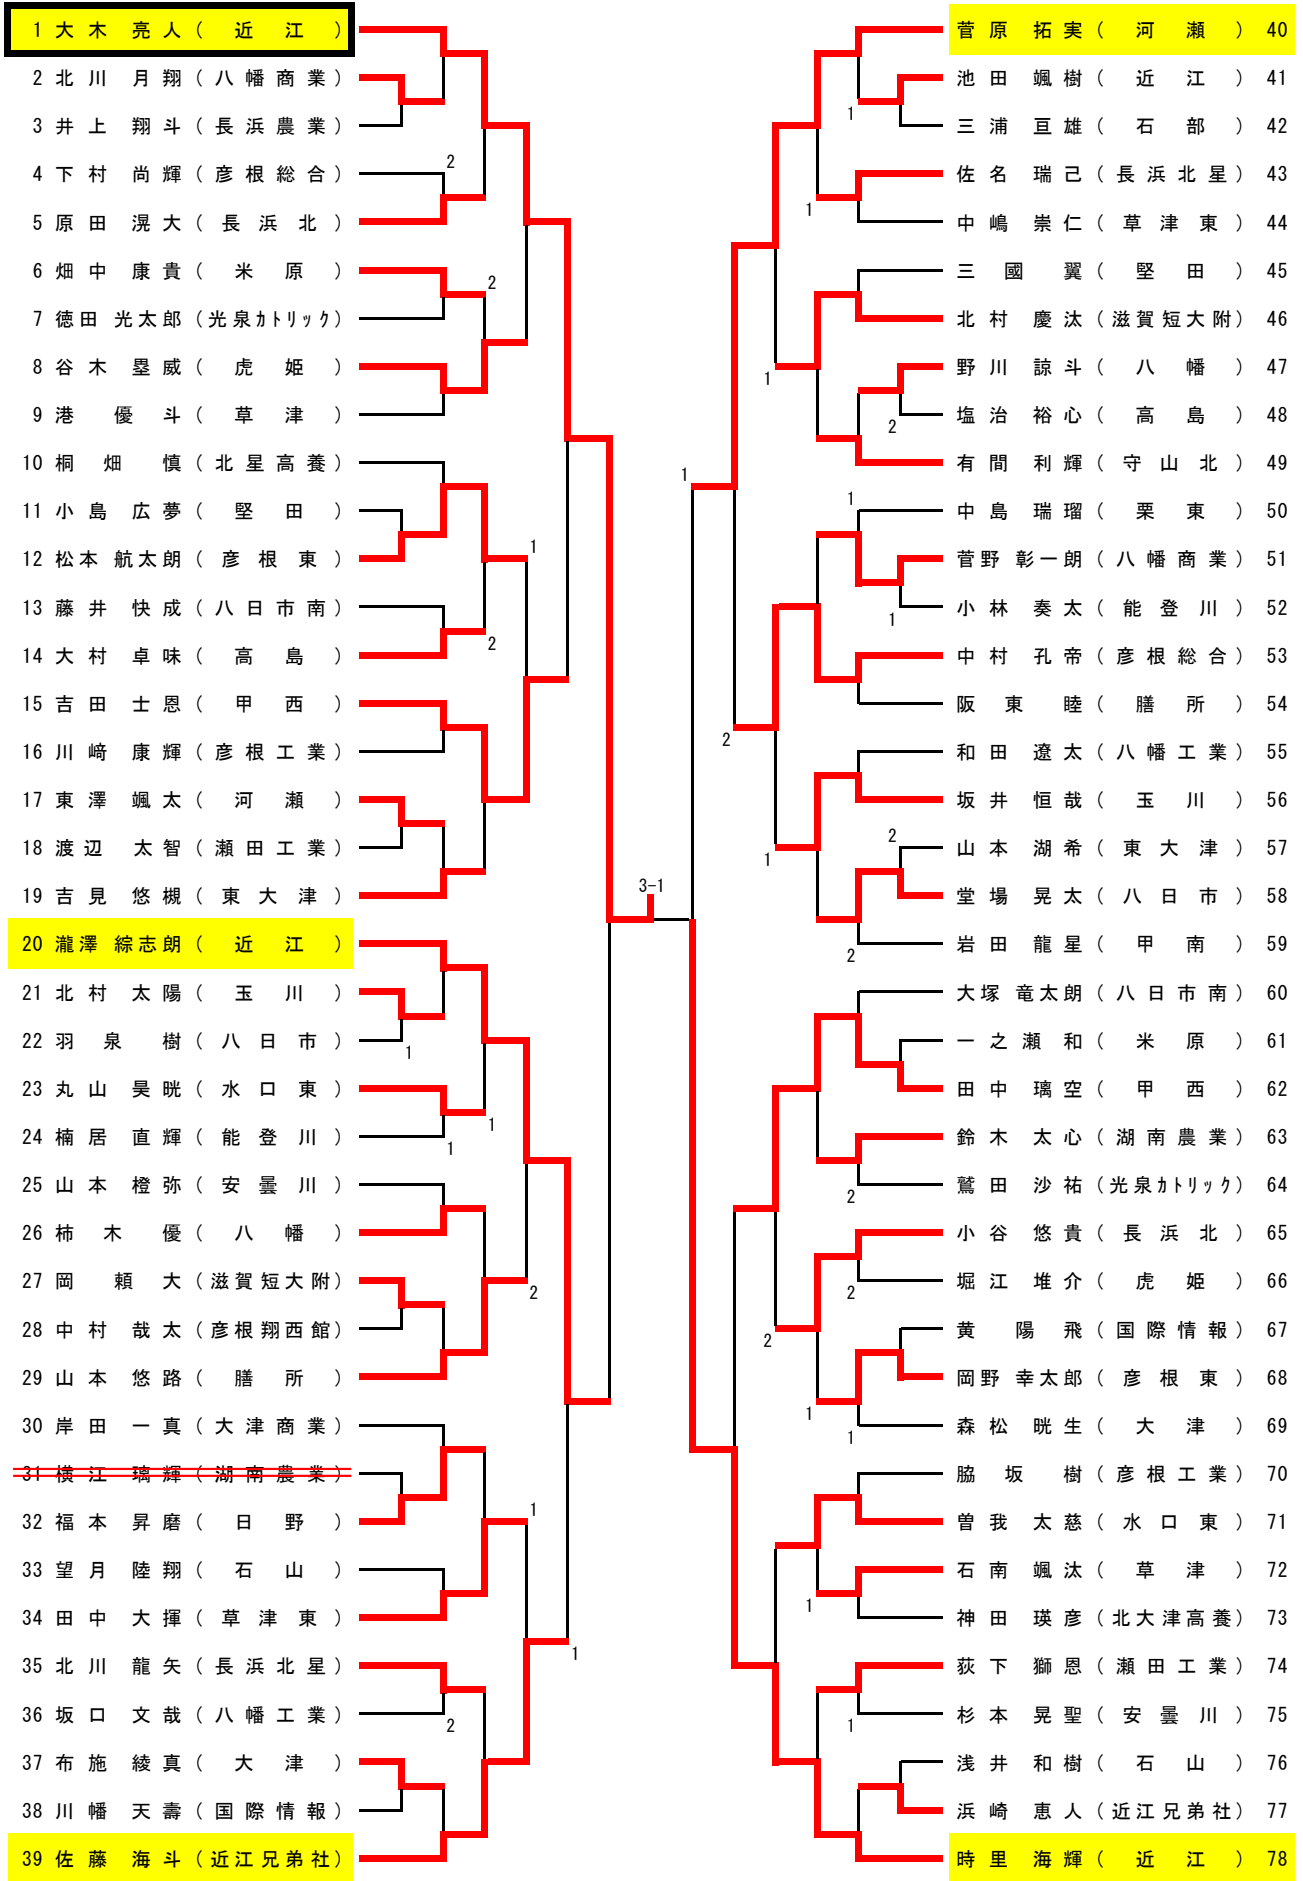 1 大木 亮人 ( 近江 )
2 北川 月翔 ( 八幡商業 )
3 井上 翔斗 ( 長浜農業 )
4 下村 尚輝 ( 彦根総合 )
2
5 原田 滉大 ( 長浜北 )
6 畑中 康貴 ( 米原 )
2
7 徳田 光太郎 ( 光泉カトリック )
8 谷木 塁威 ( 虎姫 )
9 港 優斗 ( 草津 )
10 桐畑 慎 ( 北星高養 )
11 小島 広夢 ( 堅田 )
12 松本 航太朗 ( 彦根東 )
1
13 藤井 快成 ( 八日市南 )
2
14 大村 卓味 ( 高島 )
15 吉田 士恩 ( 甲西 )
16 川﨑 康輝 ( 彦根工業 )
17 東澤 颯太 ( 河瀬 )
18 渡辺 太智 ( 瀬田工業 )
19 吉見 悠槻 ( 東大津 )
20 瀧澤 綜志朗 ( 近江 )
21 北村 太陽 ( 玉川 )
22 羽泉 樹 ( 八日市 )
1
23 丸山 昊晄 ( 水口東 )
1
24 楠居 直輝 ( 能登川 )
1
25 山本 橙弥 ( 安曇川 )
26 柿木 優 ( 八幡 )
27 岡 頼大 ( 滋賀短大附 )
2
28 中村 哉太 ( 彦根翔西館 )
29 山本 悠路 ( 膳所 )
30 岸田 一真 ( 大津商業 )
31 横江 璃輝 ( 湖南農業 )
1
32 福本 昇磨 ( 日野 )
33 望月 陸翔 ( 石山 )
34 田中 大揮 ( 草津東 )
1
35 北川 龍矢 ( 長浜北星 )
36 坂口 文哉 ( 八幡工業 )
2
37 布施 綾真 ( 大津 )
38 川幡 天壽 ( 国際情報 )
39 佐藤 海斗 ( 近江兄弟社 )
3-1
菅原 拓実 ( 河瀬 ) 40
池田 颯樹 ( 近江 ) 41
1
三浦 亘雄 ( 石部 ) 42
佐名 瑞己 ( 長浜北星 ) 43
1
中嶋 崇仁 ( 草津東 ) 44
三國 翼 ( 堅田 ) 45
北村 慶汰 ( 滋賀短大附 ) 46
野川 諒斗 ( 八幡 ) 47
1
塩治 裕心 ( 高島 ) 48
2
有間 利輝 ( 守山北 ) 49
1
1
中島 瑞瑠 ( 栗東 ) 50
菅野 彰一朗 ( 八幡商業 ) 51
小林 奏太 ( 能登川 ) 52
1
中村 孔帝 ( 彦根総合 ) 53
阪東 睦 ( 膳所 ) 54
2
和田 遼太 ( 八幡工業 ) 55
坂井 恒哉 ( 玉川 ) 56
2
山本 湖希 ( 東大津 ) 57
1
堂場 晃太 ( 八日市 ) 58
岩田 龍星 ( 甲南 ) 59
2
大塚 竜太朗 ( 八日市南 ) 60
一之瀬 和 ( 米原 ) 61
田中 璃空 ( 甲西 ) 62
鈴木 太心 ( 湖南農業 ) 63
鷲田 沙祐 ( 光泉カトリック ) 64
2
小谷 悠貴 ( 長浜北 ) 65
堀江 堆介 ( 虎姫 ) 66
2
黄 陽飛 ( 国際情報 ) 67
2
岡野 幸太郎 ( 彦根東 ) 68
1
森松 晄生 ( 大津 ) 69
1
脇坂 樹 ( 彦根工業 ) 70
曽我 太慈 ( 水口東 ) 71
石南 颯汰 ( 草津 ) 72
1
神田 瑛彦 ( 北大津高養 ) 73
荻下 獅恩 ( 瀬田工業 ) 74
杉本 晃聖 ( 安曇川 ) 75
1
浅井 和樹 ( 石山 ) 76
浜崎 恵人 ( 近江兄弟社 ) 77
時里 海輝 ( 近江 ) 78